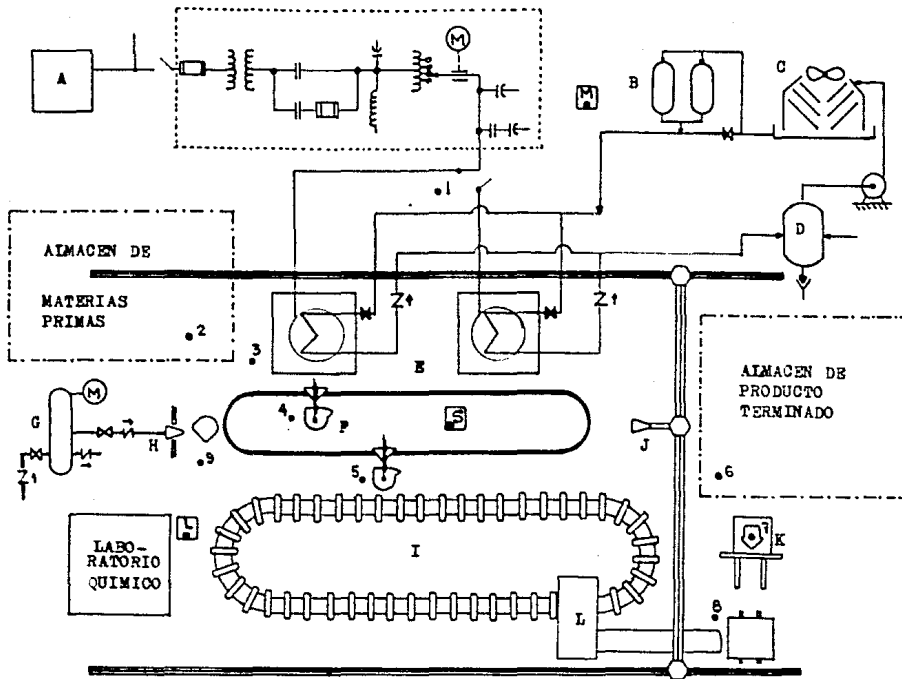 A
M
B
C
M
1
D
ALMACEN DE
MATERIAS
PRIMAS
2
3
E
ALMACEN DE
PRODUCTO
TERMINADO
G
M
H
9
4
F
S
J
5
6
LABO-
RATORIO
QUIMICO
L
I
7
K
L
8